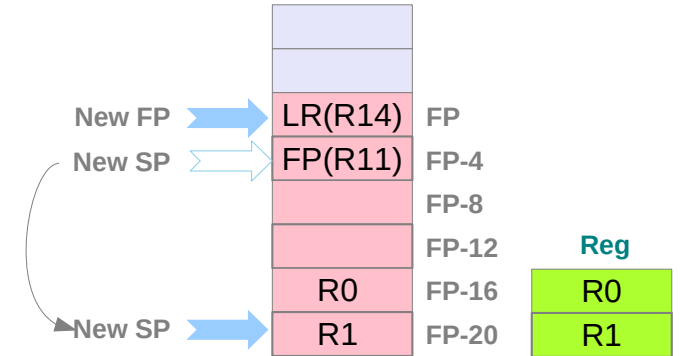 New FP LR(R14) FP
New SP FP(R11) FP-4
FP-8
FP-12 Reg
R0 FP-16 R0
New SP R1 FP-20 R1